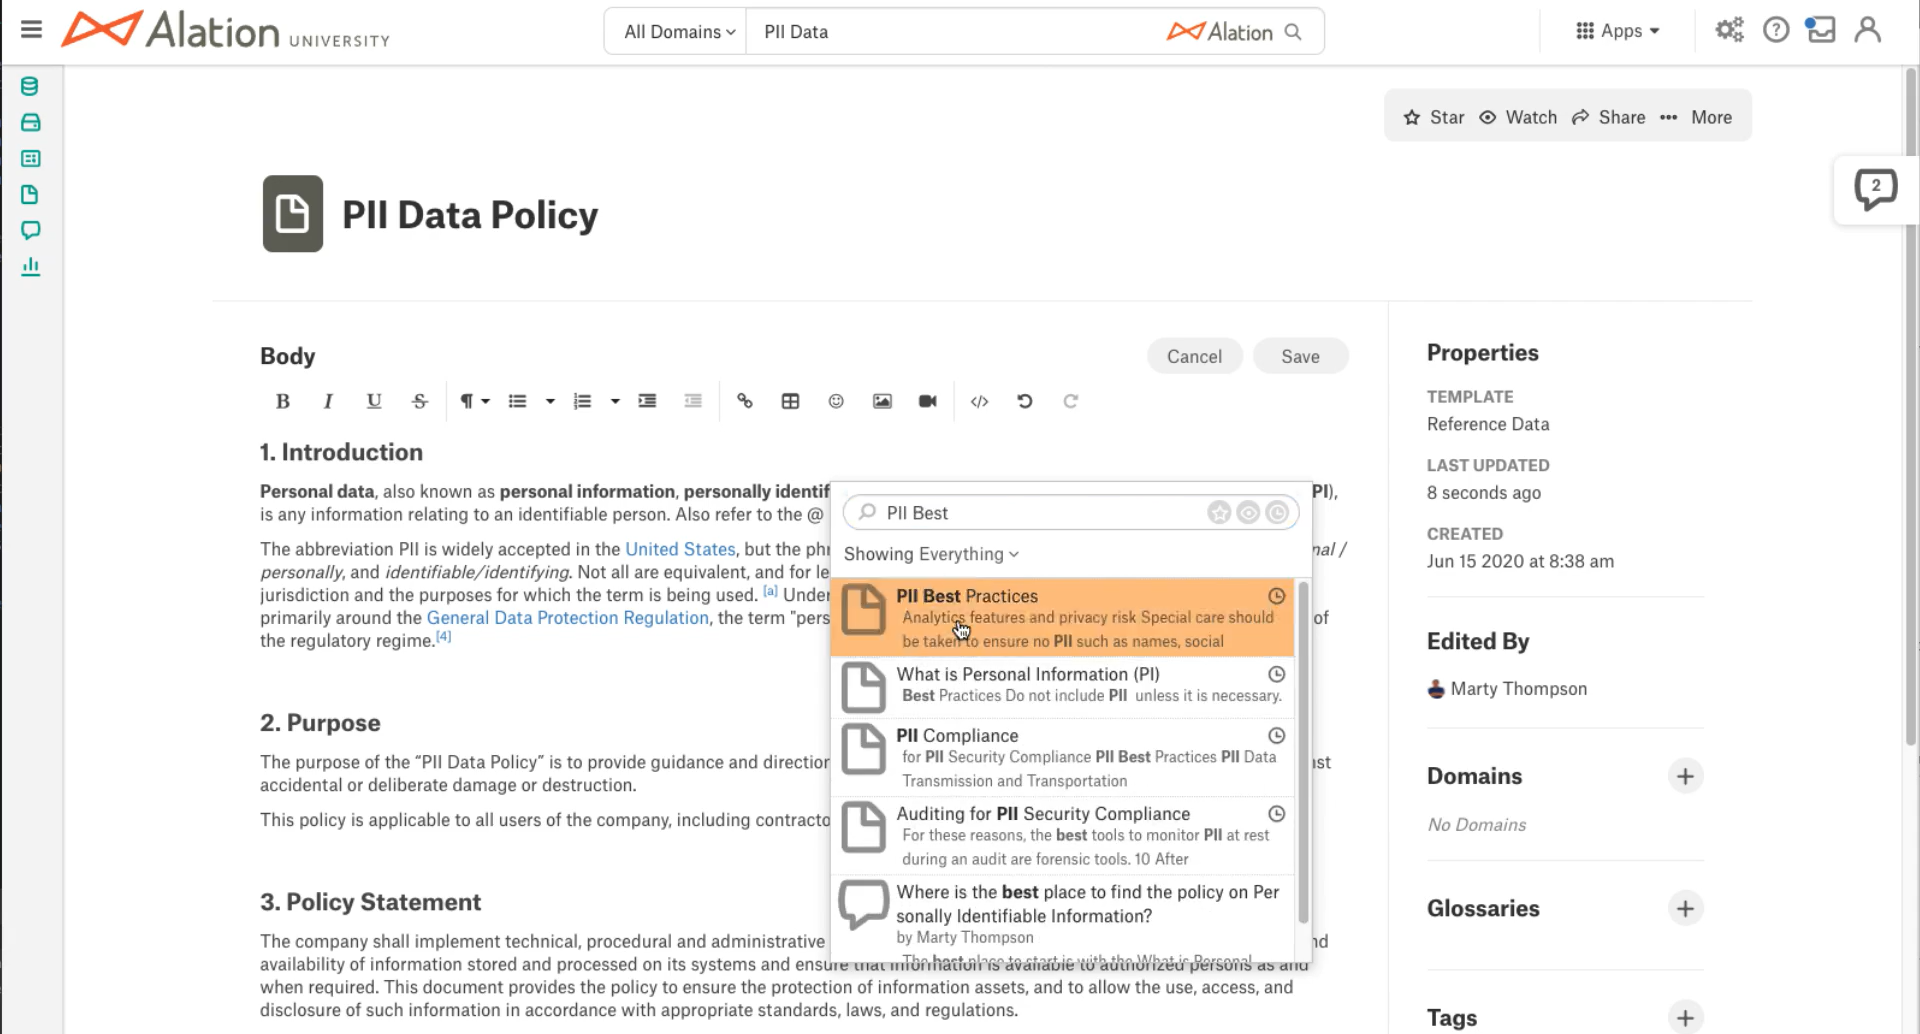 Alation UNIVERSITY
All Domains
PII Data
Alation
Apps
Star Watch Share More
2
PII Data Policy
Body
Cancel Save
B I U S
1. Introduction
Personal data, also known as personal information, personally identif
PI),
is any information relating to an identifiable person. Also refer to the @
The abbreviation PII is widely accepted in the United States, but the phr
nal /
personally, and identifiable/identifying. Not all are equivalent, and for le
jurisdiction and the purposes for which the term is being used. [a] Under
primarily around the General Data Protection Regulation, the term "pers
of
the regulatory regime.[4]
2. Purpose
The purpose of the “PII Data Policy” is to provide guidance and direction
st
accidental or deliberate damage or destruction.
This policy is applicable to all users of the company, including contracto
3. Policy Statement
The company shall implement technical, procedural and administrative
nd
availability of information stored and processed on its systems and ensure that information is available to authorized persons as and
when required. This document provides the policy to ensure the protection of information assets, and to allow the use, access, and
disclosure of such information in accordance with appropriate standards, laws, and regulations.
PII Best
Showing Everything
PII Best Practices
Analytics features and privacy risk Special care should
be taken to ensure no PII such as names, social
What is Personal Information (PI)
Best Practices Do not include PII unless it is necessary.
PII Compliance
for PII Security Compliance PII Best Practices PII Data
Transmission and Transportation
Auditing for PII Security Compliance
For these reasons, the best tools to monitor PII at rest
during an audit are forensic tools. 10 After
Where is the best place to find the policy on Per
sonally Identifiable Information?
by Marty Thompson
The best place to start is with the What is Personal
Properties
TEMPLATE
Reference Data
LAST UPDATED
8 seconds ago
CREATED
Jun 15 2020 at 8:38 am
Edited By
Marty Thompson
Domains
No Domains
Glossaries
Tags